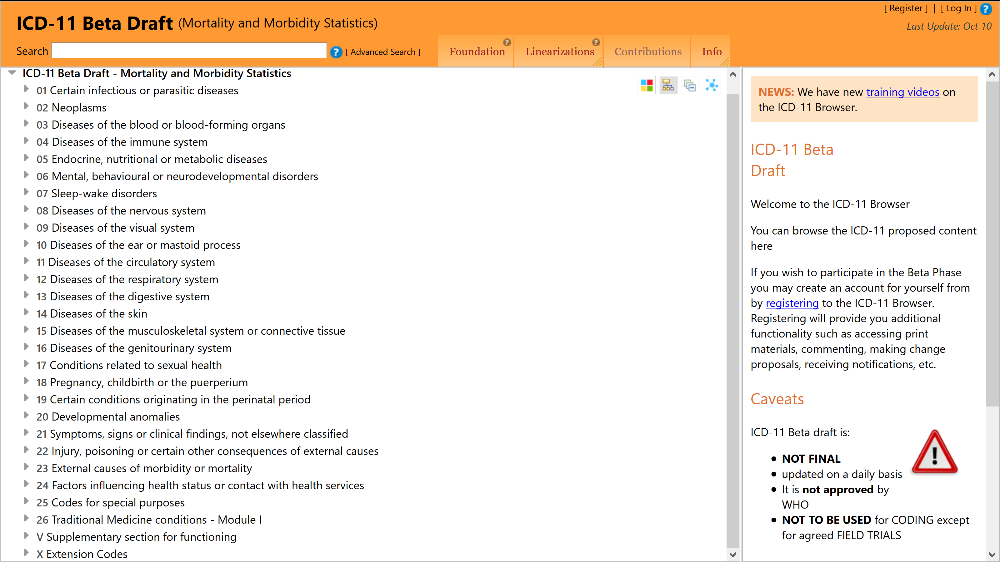 [ Register ] | [ Log In ] ?
ICD-11 Beta Draft (Mortality and Morbidity Statistics)
Last Update: Oct 10
Search ? [ Advanced Search ]
Foundation ? Linearizations ? Contributions Info
ICD-11 Beta Draft - Mortality and Morbidity Statistics
01 Certain infectious or parasitic diseases
02 Neoplasms
03 Diseases of the blood or blood-forming organs
04 Diseases of the immune system
05 Endocrine, nutritional or metabolic diseases
06 Mental, behavioural or neurodevelopmental disorders
07 Sleep-wake disorders
08 Diseases of the nervous system
09 Diseases of the visual system
10 Diseases of the ear or mastoid process
11 Diseases of the circulatory system
12 Diseases of the respiratory system
13 Diseases of the digestive system
14 Diseases of the skin
15 Diseases of the musculoskeletal system or connective tissue
16 Diseases of the genitourinary system
17 Conditions related to sexual health
18 Pregnancy, childbirth or the puerperium
19 Certain conditions originating in the perinatal period
20 Developmental anomalies
21 Symptoms, signs or clinical findings, not elsewhere classified
22 Injury, poisoning or certain other consequences of external causes
23 External causes of morbidity or mortality
24 Factors influencing health status or contact with health services
25 Codes for special purposes
26 Traditional Medicine conditions - Module I
V Supplementary section for functioning
X Extension Codes
NEWS: We have new training videos on
the ICD-11 Browser.
ICD-11 Beta
Draft
Welcome to the ICD-11 Browser
You can browse the ICD-11 proposed content
here
If you wish to participate in the Beta Phase
you may create an account for yourself from
by registering to the ICD-11 Browser.
Registering will provide you additional
functionality such as accessing print
materials, commenting, making change
proposals, receiving notifications, etc.
Caveats
ICD-11 Beta draft is:
• NOT FINAL
• updated on a daily basis
• It is not approved by
WHO
• NOT TO BE USED for CODING except
for agreed FIELD TRIALS